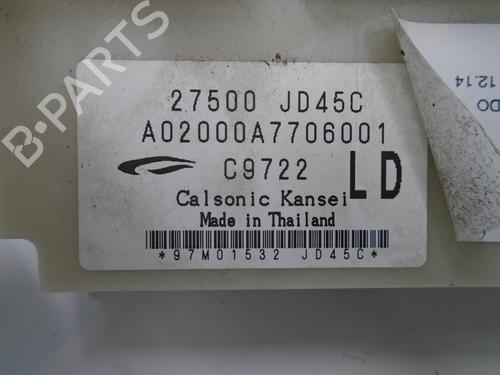 27500 JD45C
A02000A7706001
C9722
LD
Calsonic Kansei
Made in Thailand
*97M01532 JD45C*
DO
12.14
B-PARTS